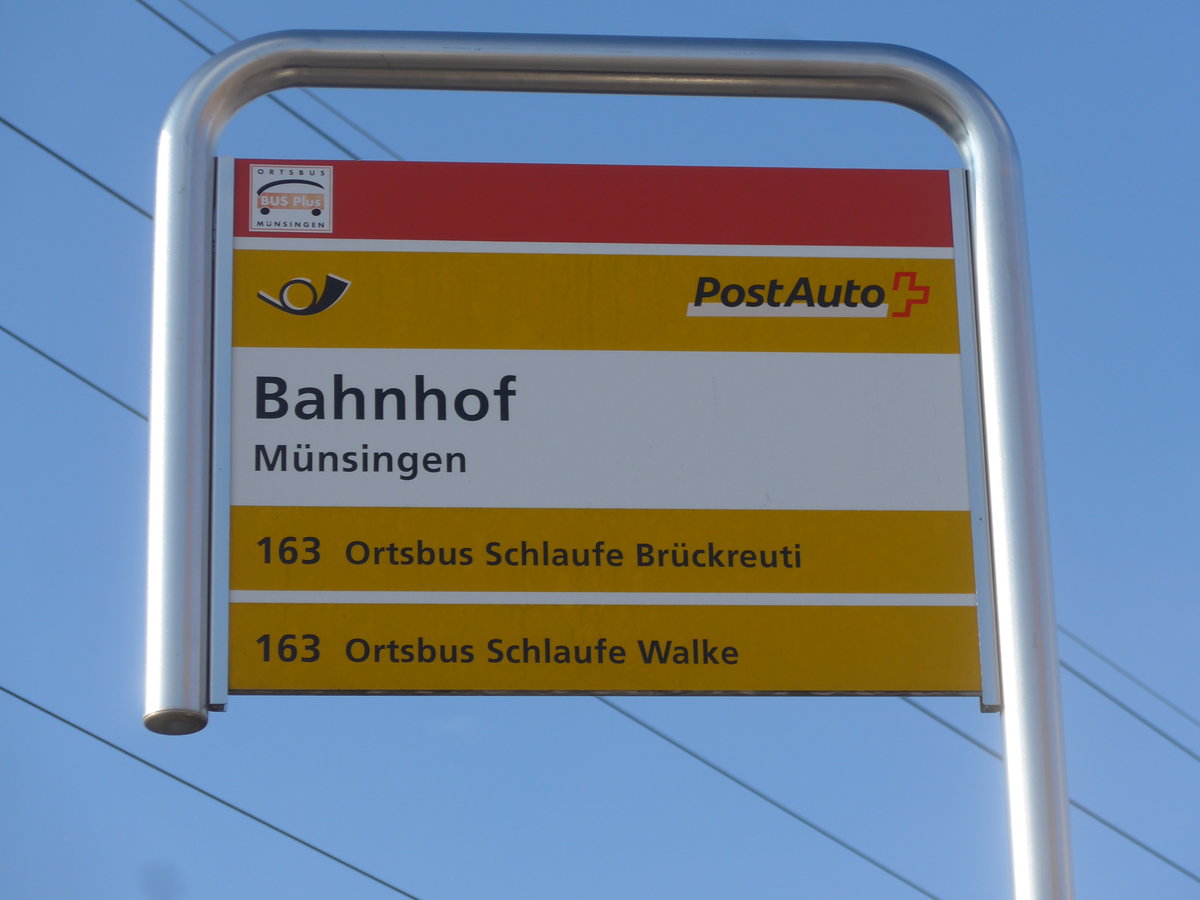 ORTSBUS
BUS Plus
MÜNSINGEN
PostAuto
Bahnhof
Münsingen
163 Ortsbus Schlaufe Brückreuti
163 Ortsbus Schlaufe Walke